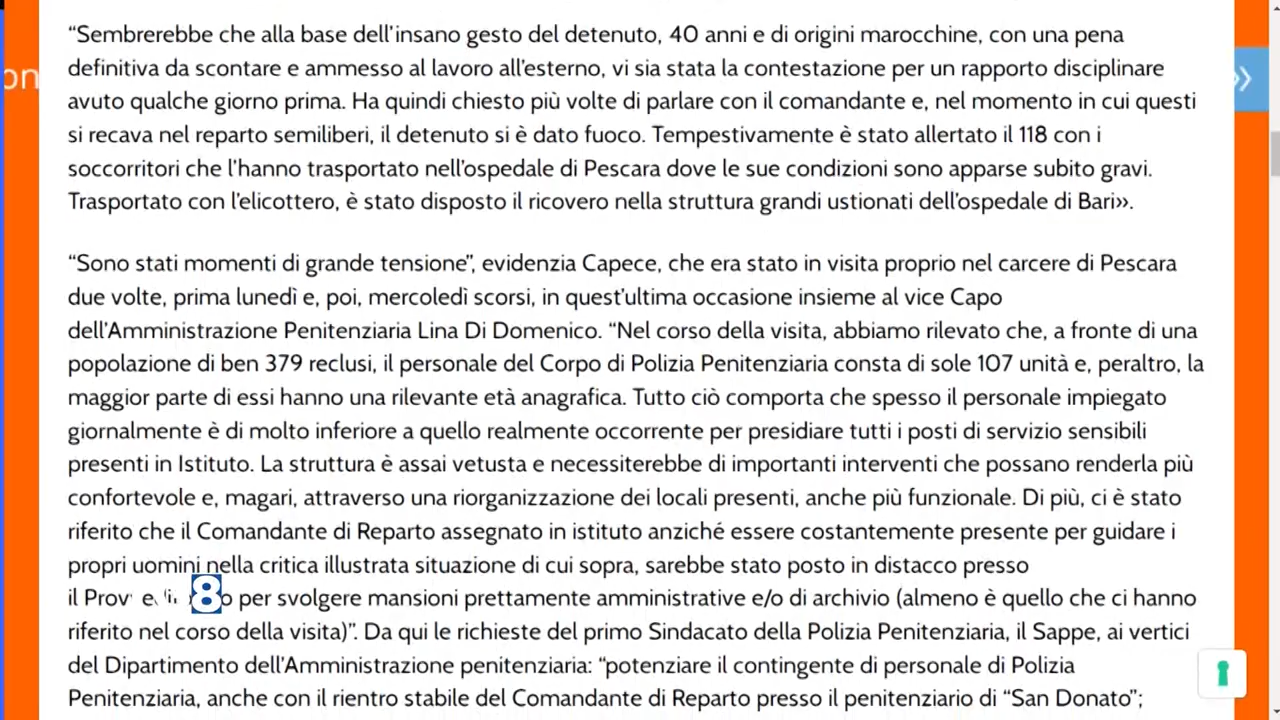 “Sembrerebbe che alla base dell'insano gesto del detenuto, 40 anni e di origini marocchine, con una pena
definitiva da scontare e ammesso al lavoro all'esterno, vi sia stata la contestazione per un rapporto disciplinare
on
»
avuto qualche giorno prima. Ha quindi chiesto più volte di parlare con il comandante e, nel momento in cui questi
si recava nel reparto semiliberi, il detenuto si è dato fuoco. Tempestivamente è stato allertato il 118 con i
soccorritori che l'hanno trasportato nell'ospedale di Pescara dove le sue condizioni sono apparse subito gravi.
Trasportato con l'elicottero, è stato disposto il ricovero nella struttura grandi ustionati dell'ospedale di Bari».
“Sono stati momenti di grande tensione”, evidenzia Capece, che era stato in visita proprio nel carcere di Pescara
due volte, prima lunedì e, poi, mercoledì scorsi, in quest'ultima occasione insieme al vice Capo
dell'Amministrazione Penitenziaria Lina Di Domenico. “Nel corso della visita, abbiamo rilevato che, a fronte di una
popolazione di ben 379 reclusi, il personale del Corpo di Polizia Penitenziaria consta di sole 107 unità e, peraltro, la
maggior parte di essi hanno una rilevante età anagrafica. Tutto ciò comporta che spesso il personale impiegato
giornalmente è di molto inferiore a quello realmente occorrente per presidiare tutti i posti di servizio sensibili
presenti in Istituto. La struttura è assai vetusta e necessiterebbe di importanti interventi che possano renderla più
confortevole e, magari, attraverso una riorganizzazione dei locali presenti, anche più funzionale. Di più, ci è stato
riferito che il Comandante di Reparto assegnato in istituto anziché essere costantemente presente per guidare i
propri uomini nella critica illustrata situazione di cui sopra, sarebbe stato posto in distacco presso
il 8 per svolgere mansioni prettamente amministrative e/o di archivio (almeno è quello che ci hanno
riferito nel corso della visita)”. Da qui le richieste del primo Sindacato della Polizia Penitenziaria, il Sappe, ai vertici
del Dipartimento dell'Amministrazione penitenziaria: “potenziare il contingente di personale di Polizia
Penitenziaria, anche con il rientro stabile del Comandante di Reparto presso il penitenziario di “San Donato”;